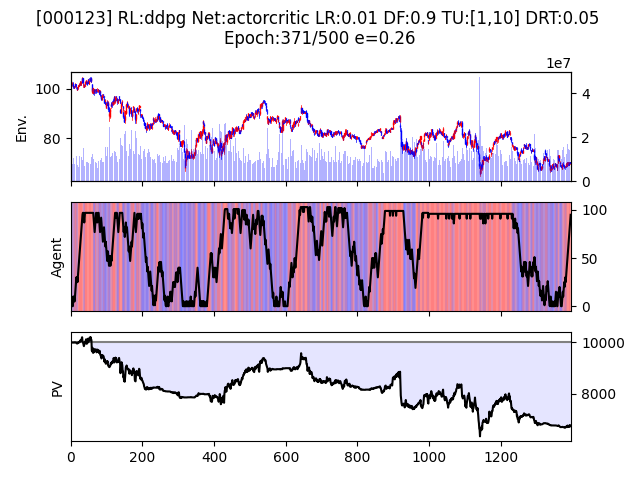 [000123] RL:ddpg Net:actorcritic LR:0.01 DF:0.9 TU:[1,10] DRT:0.05
Epoch:371/500 e=0.26
1e7
100
80
Env.
4
2
0
Agent
100
50
0
PV
10000
8000
0 200 400 600 800 1000 1200